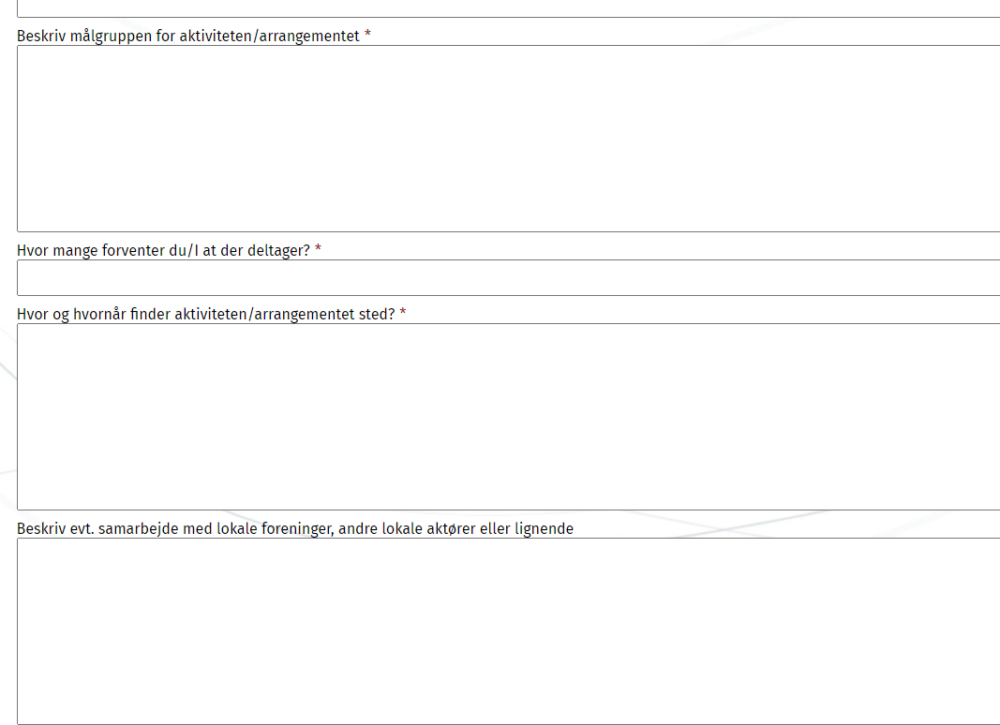 Beskriv målgruppen for aktiviteten/arrangementet *
Hvor mange forventer du/I at der deltager? *
Hvor og hvornår finder aktiviteten/arrangementet sted? *
Beskriv evt. samarbejde med lokale foreninger, andre lokale aktører eller lignende